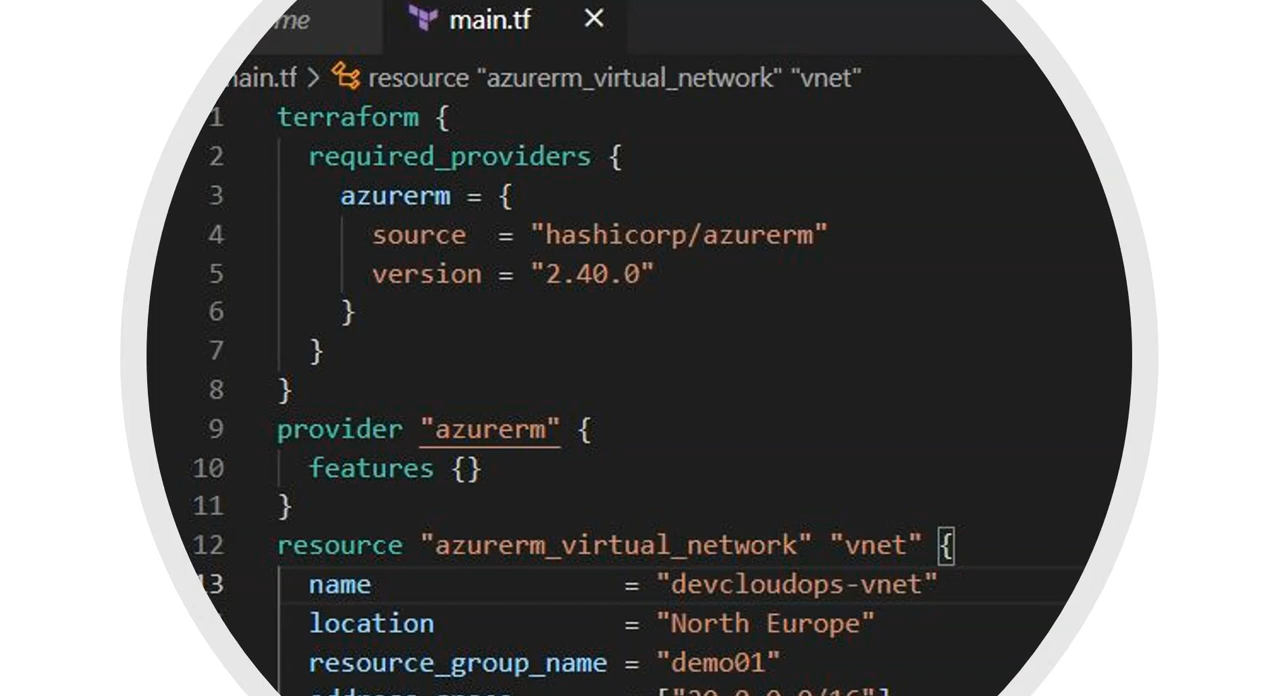 me main.tf ×
main.tf > resource "azurerm_virtual_network" "vnet"
1 terraform {
2 required_providers {
3 azurerm = {
4 source = "hashicorp/azurerm"
5 version = "2.40.0"
6 }
7 }
8 }
9 provider "azurerm" {
10 features {}
11 }
12 resource "azurerm_virtual_network" "vnet" {
13 name = "devcloudops-vnet"
location = "North Europe"
resource_group_name = "demo01"